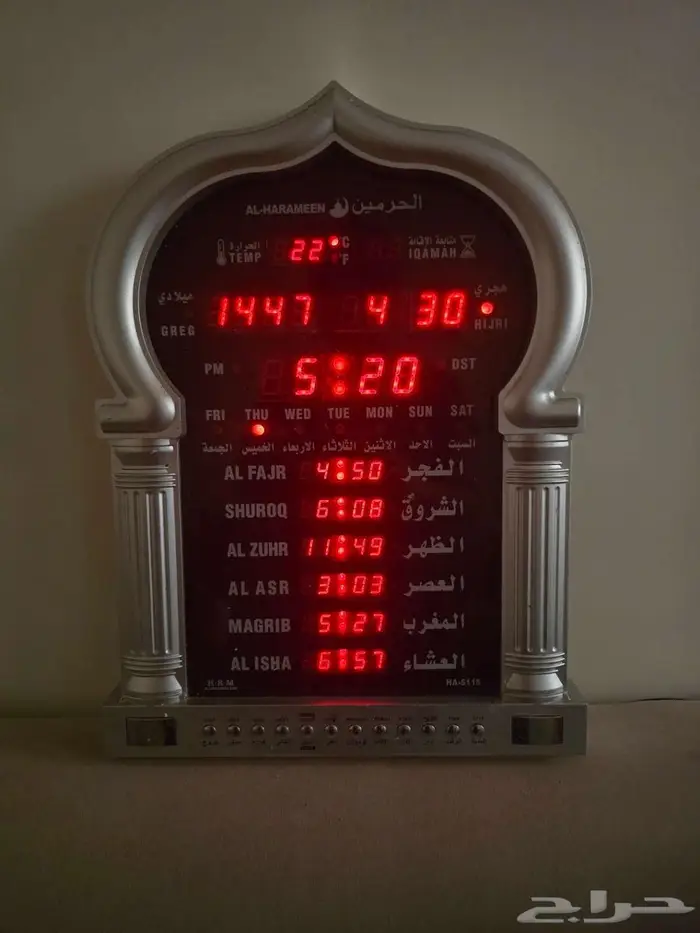 AL-HARAMEEN الحرمين
الحرارة TEMP 22 °C °F IQAMAH
ميلادي GREG 1447 4 30 هجري HIJRI
PM 5:20 DST
FRI THU WED TUE MON SUN SAT
الجمعة الخميس الاربعاء الثلاثاء الاثنين الاحد السبت
AL FAJR 4:50 الفجر
SHUROQ 6:08 الشروق
AL ZUHR 11:49 الظهر
AL ASR 3:03 العصر
MAGRIB 5:27 المغرب
AL ISHA 6:57 العشاء
HA-5115
حراج